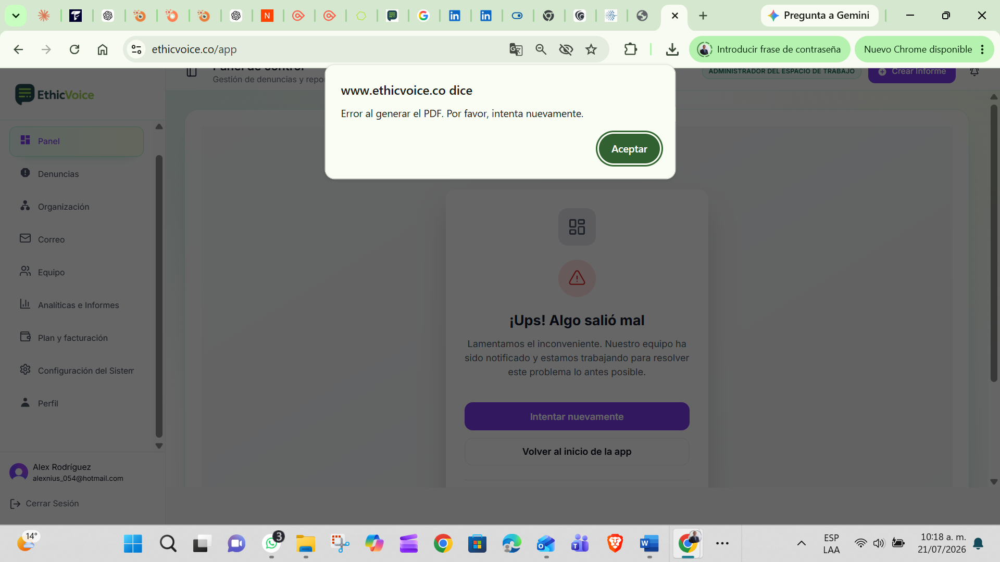 Pregunta a Gemini
ethicvoice.co/app
Introducir frase de contraseña
Nuevo Chrome disponible
www.ethicvoice.co dice
Error al generar el PDF. Por favor, intenta nuevamente.
Aceptar
EthicVoice
Panel de control
Gestión de denuncias y repo
ADMINISTRADOR DEL ESPACIO DE TRABAJO
Crear Informe
Panel
Denuncias
Organización
Correo
Equipo
Analíticas e Informes
Plan y facturación
Configuración del Sistem
Perfil
¡Ups! Algo salió mal
Lamentamos el inconveniente. Nuestro equipo ha
sido notificado y estamos trabajando para resolver
este problema lo antes posible.
Intentar nuevamente
Volver al inicio de la app
Alex Rodríguez
alexnius_054@hotmail.com
Cerrar Sesión
14°
3
ESP
LAA
10:18 a. m.
21/07/2026